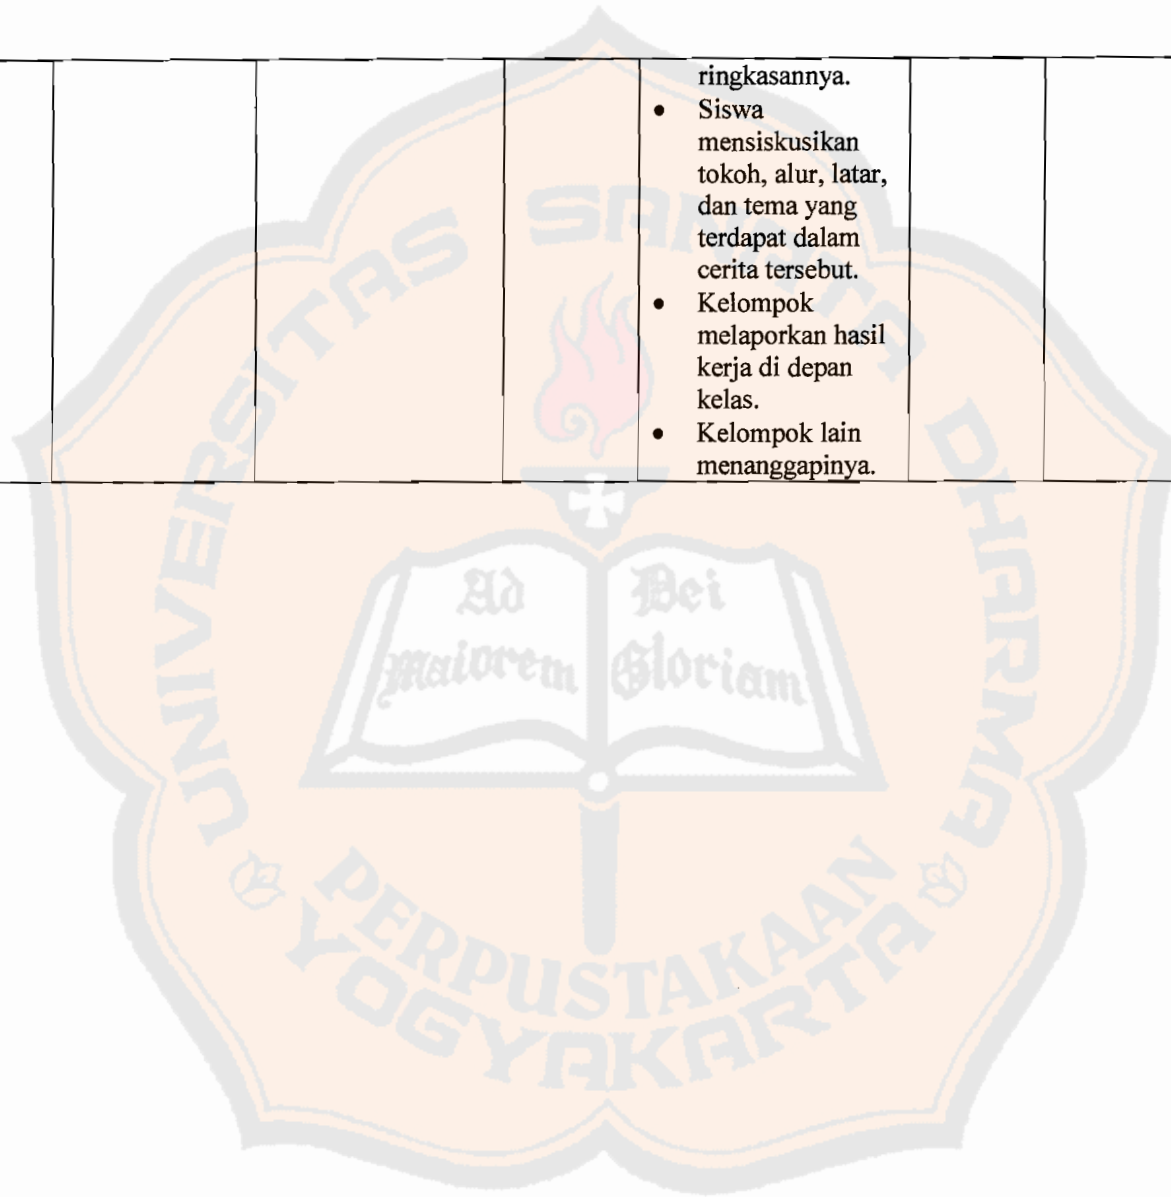 ringkasannya.
• Siswa
mensiskusikan
tokoh, alur, latar,
dan tema yang
terdapat dalam
cerita tersebut.
• Kelompok
melaporkan hasil
kerja di depan
kelas.
• Kelompok lain
menanggapinya.
UNIVERSITAS SANATA DHARMA
Ad Dei
maiorem Gloriam
PERPUSTAKAAN
YOGYAKARTA